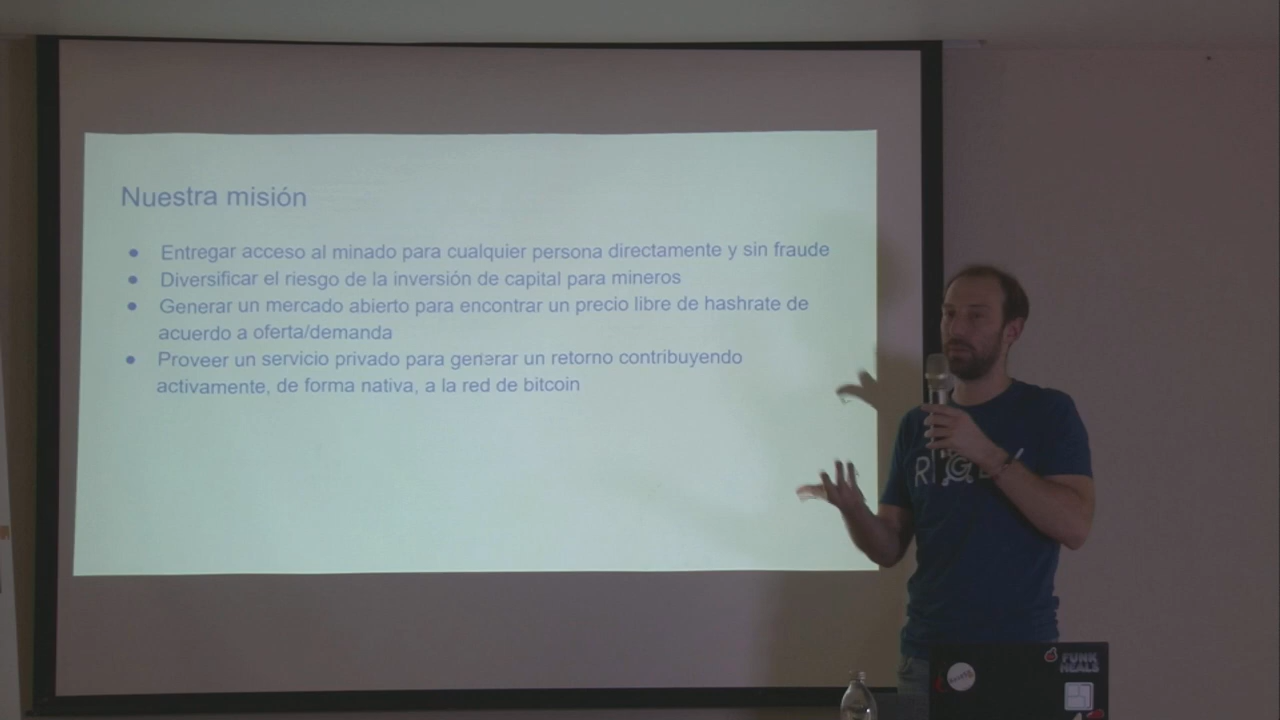 Nuestra misión
● Entregar acceso al minado para cualquier persona directamente y sin fraude
● Diversificar el riesgo de la inversión de capital para mineros
● Generar un mercado abierto para encontrar un precio libre de hashrate de
acuerdo a oferta/demanda
● Proveer un servicio privado para generar un retorno contribuyendo
activamente, de forma nativa, a la red de bitcoin
FUNK
MEALS